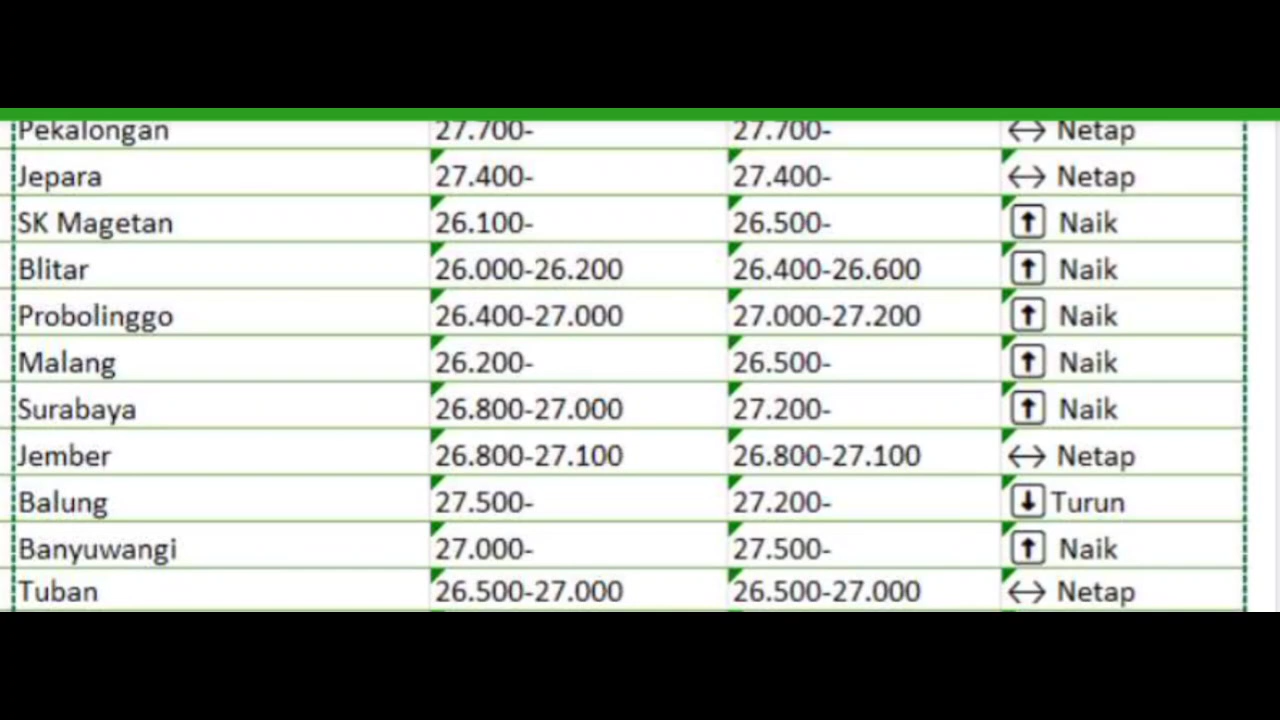 Pekalongan 27.700- 27.700- ↔ Netap
Jepara 27.400- 27.400- ↔ Netap
SK Magetan 26.100- 26.500- ↑ Naik
Blitar 26.000-26.200 26.400-26.600 ↑ Naik
Probolinggo 26.400-27.000 27.000-27.200 ↑ Naik
Malang 26.200- 26.500- ↑ Naik
Surabaya 26.800-27.000 27.200- ↑ Naik
Jember 26.800-27.100 26.800-27.100 ↔ Netap
Balung 27.500- 27.200- ↓ Turun
Banyuwangi 27.000- 27.500- ↑ Naik
Tuban 26.500-27.000 26.500-27.000 ↔ Netap